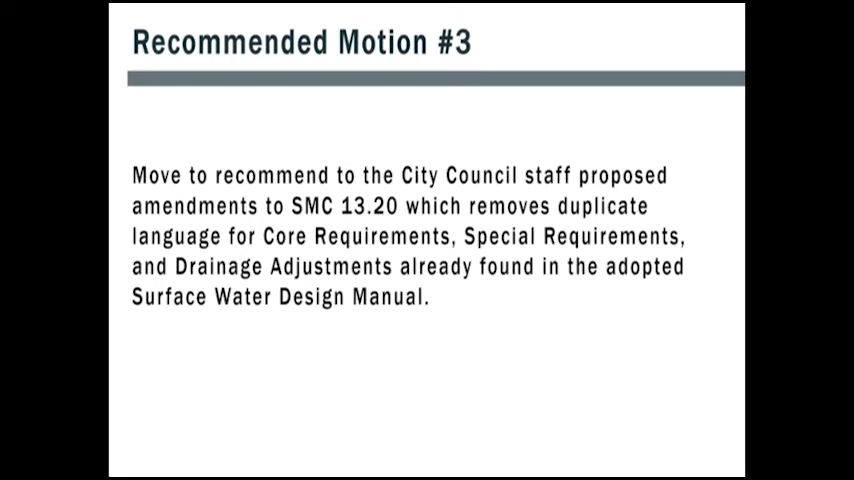 Recommended Motion #3
Move to recommend to the City Council staff proposed
amendments to SMC 13.20 which removes duplicate
language for Core Requirements, Special Requirements,
and Drainage Adjustments already found in the adopted
Surface Water Design Manual.